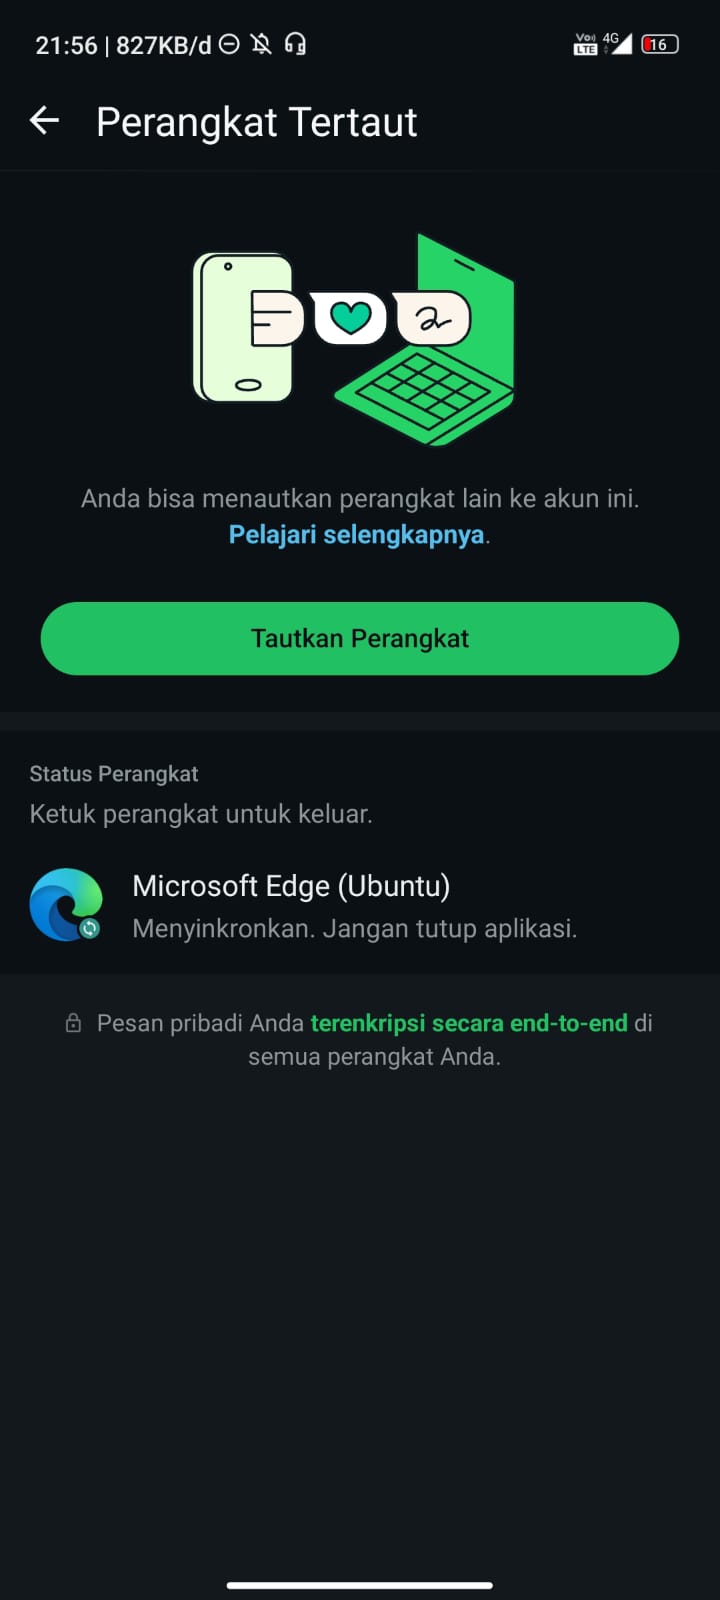 21:56 | 827KB/d
Vo)) LTE 4G 16
Perangkat Tertaut
Anda bisa menautkan perangkat lain ke akun ini.
Pelajari selengkapnya.
Tautkan Perangkat
Status Perangkat
Ketuk perangkat untuk keluar.
Microsoft Edge (Ubuntu)
Menyinkronkan. Jangan tutup aplikasi.
Pesan pribadi Anda terenkripsi secara end-to-end di
semua perangkat Anda.